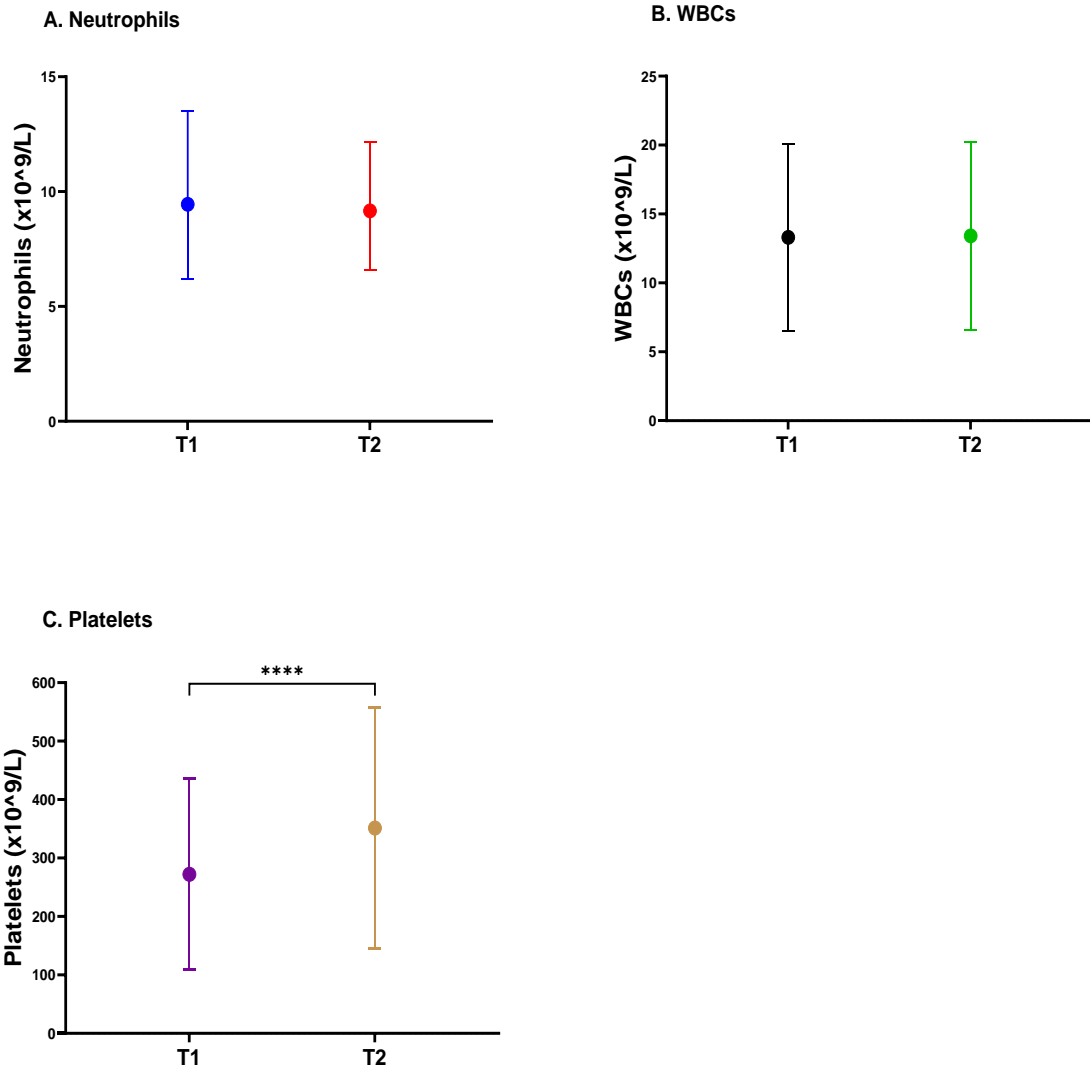 A. Neutrophils
Neutrophils (x10^9/L)
15
10
5
0
T1 T2
B. WBCs
WBCs (x10^9/L)
25
20
15
10
5
0
T1 T2
C. Platelets
Platelets (x10^9/L)
****
600
500
400
300
200
100
0
T1 T2